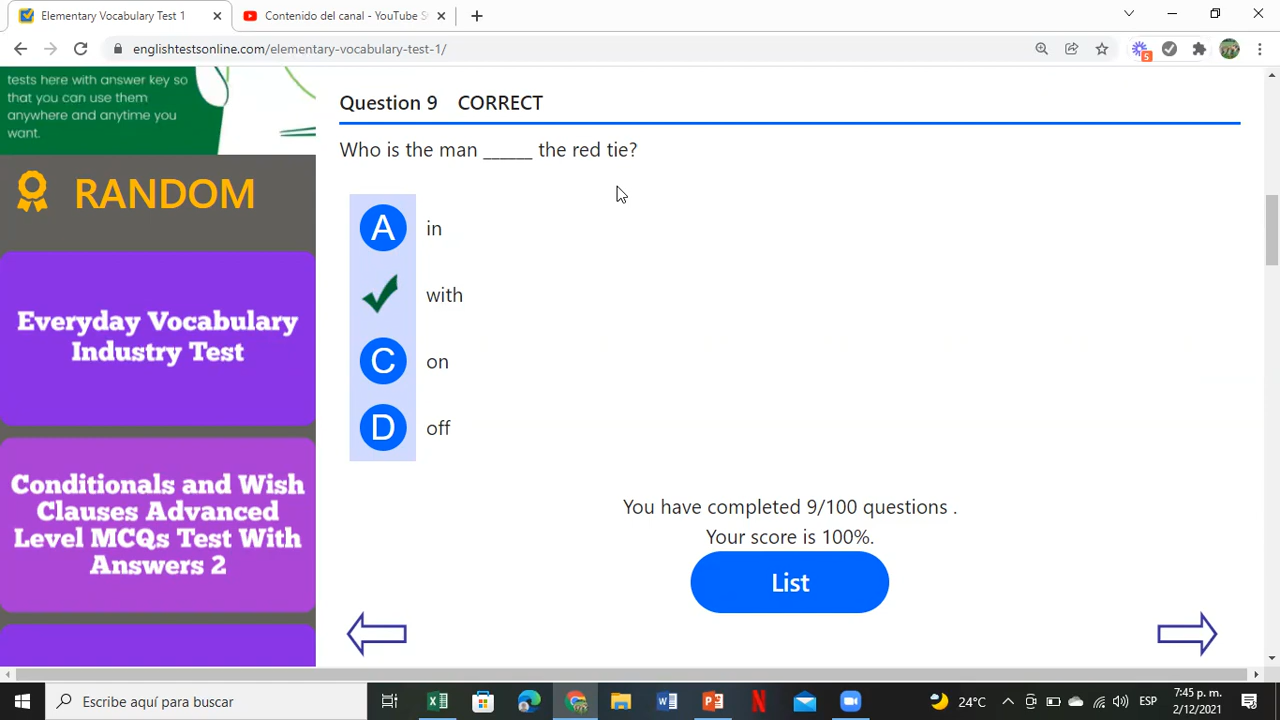 Elementary Vocabulary Test 1
Contenido del canal - YouTube S
englishtestsonline.com/elementary-vocabulary-test-1/
5
tests here with answer key so
that you can use them
anywhere and anytime you
want.
RANDOM
Everyday Vocabulary
Industry Test
Conditionals and Wish
Clauses Advanced
Level MCQs Test With
Answers 2
Question 9 CORRECT
Who is the man ______ the red tie?
A in
with
C on
D off
You have completed 9/100 questions .
Your score is 100%.
List
Escribe aquí para buscar
24°C
ESP
7:45 p. m.
2/12/2021